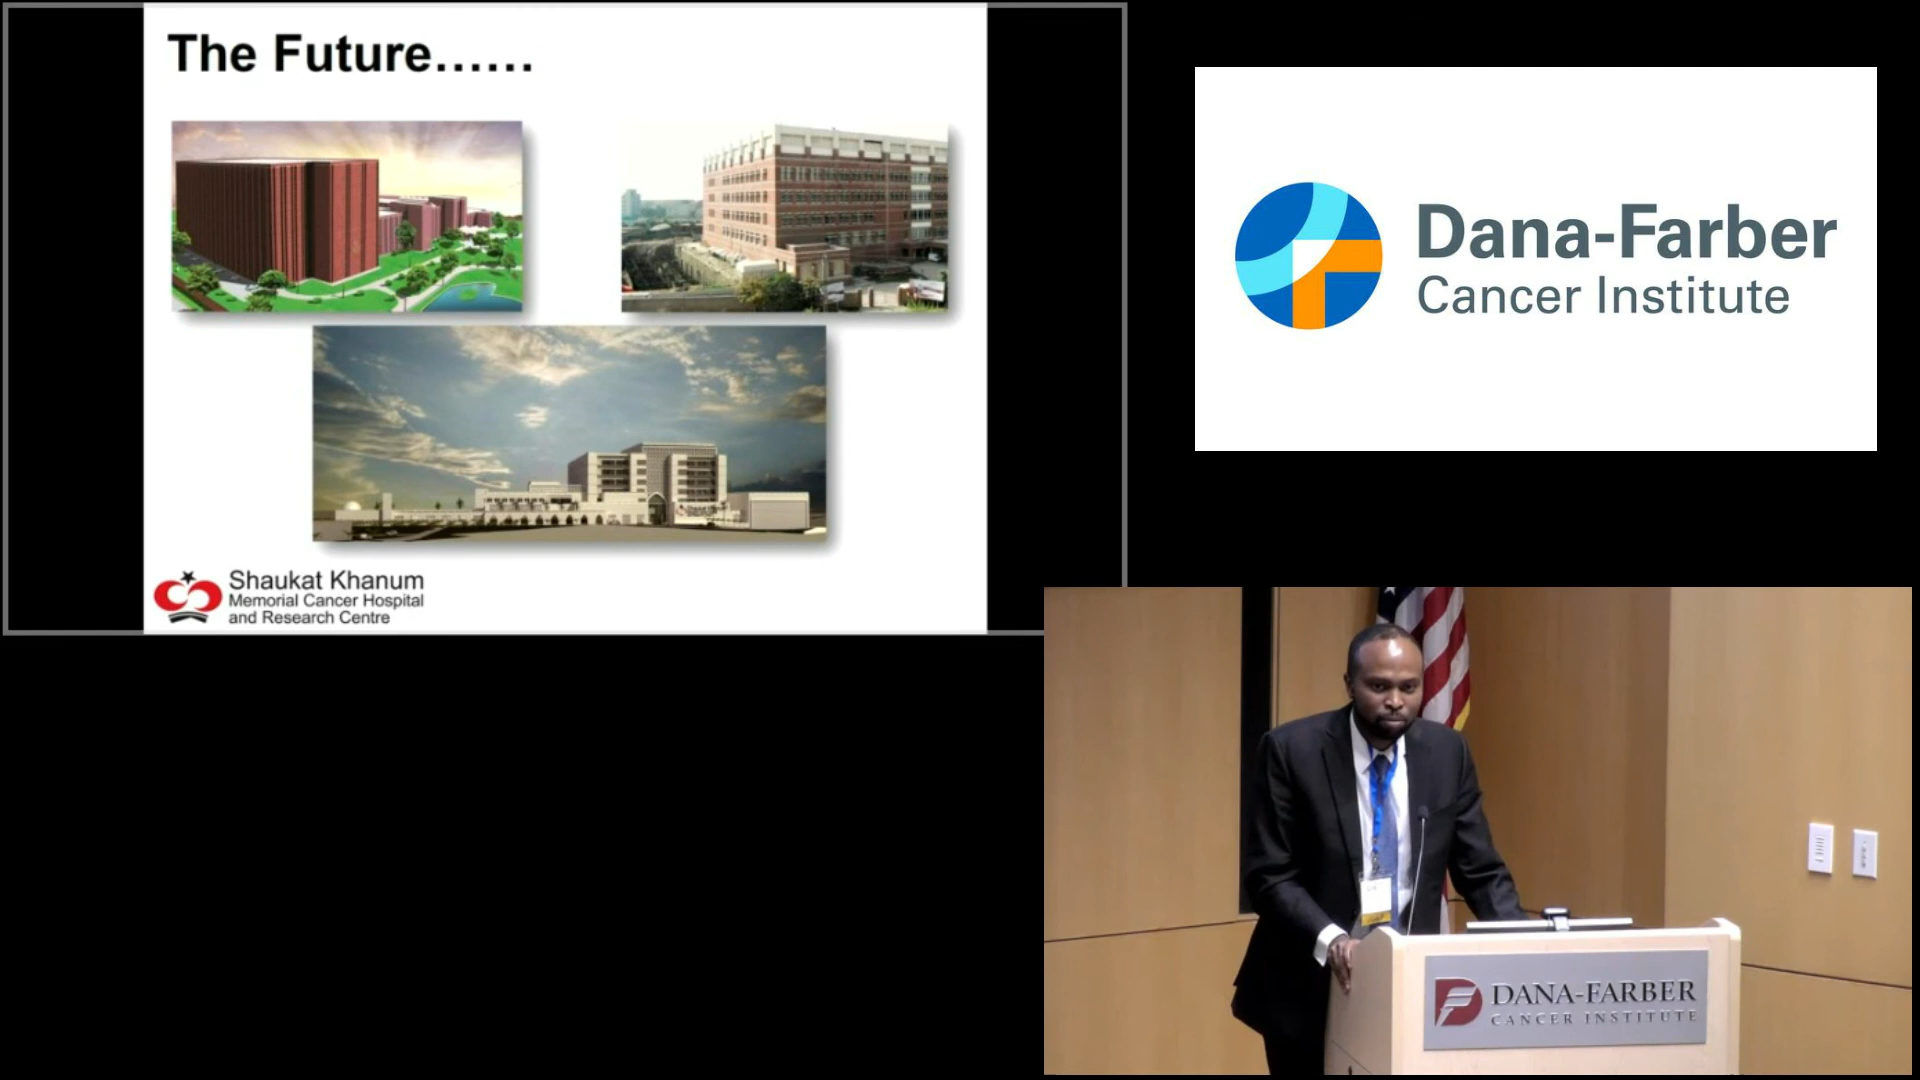 The Future......
Shaukat Khanum
Memorial Cancer Hospital
and Research Centre
Dana-Farber
Cancer Institute
DANA-FARBER
CANCER INSTITUTE